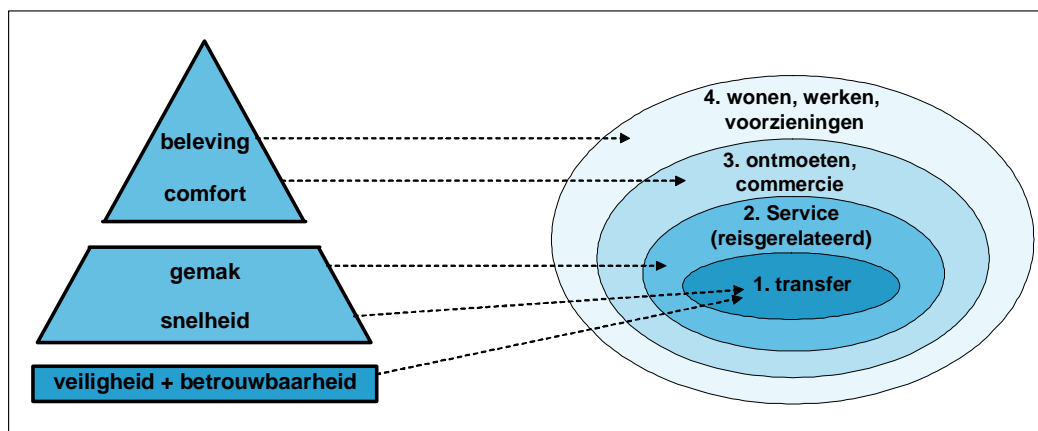 beleving
comfort
gemak
snelheid
veiligheid + betrouwbaarheid
4. wonen, werken,
voorzieningen
3. ontmoeten,
commercie
2. Service
(reisgerelateerd)
1. transfer